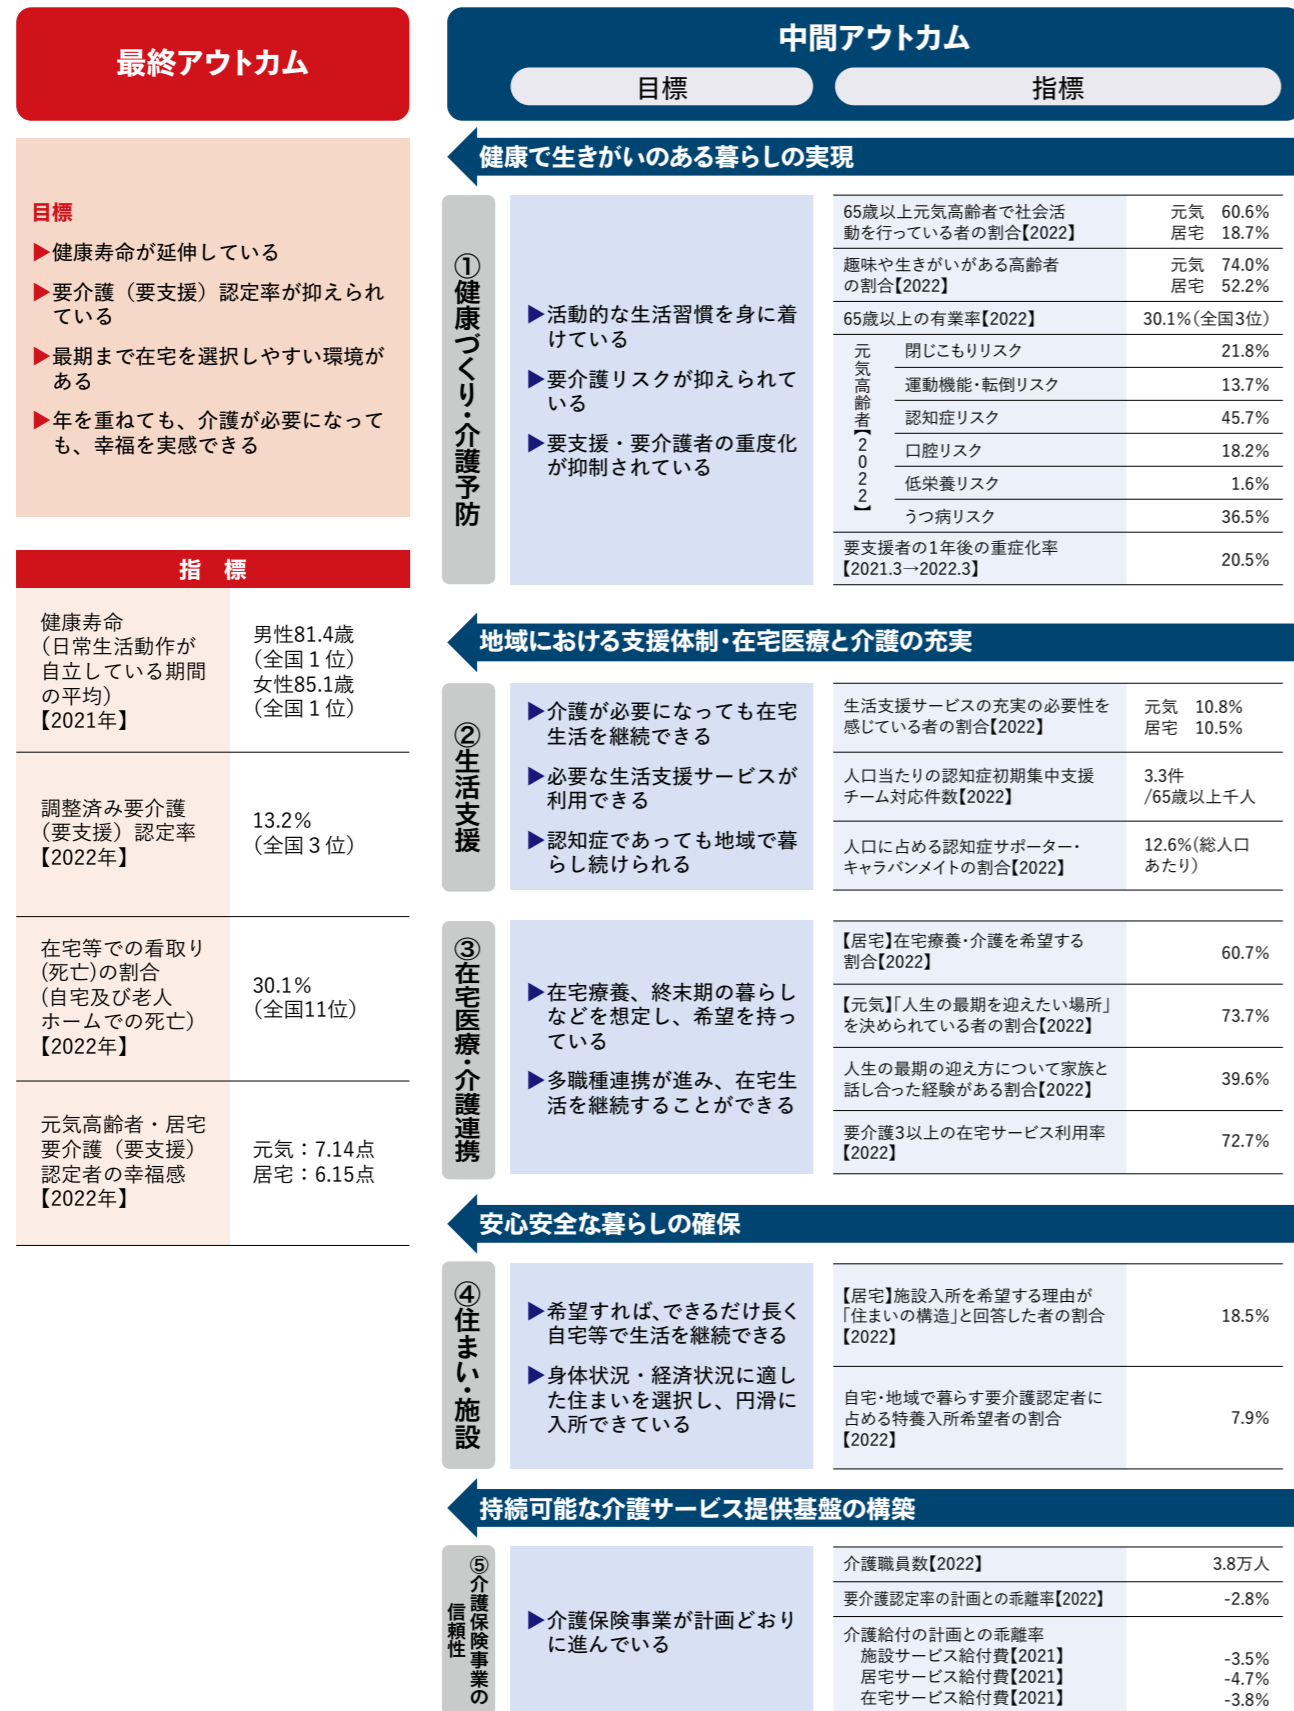 最終アウトカム
目標
▶健康寿命が延伸している
▶要介護（要支援）認定率が抑えられ
ている
▶最期まで在宅を選択しやすい環境が
ある
▶年を重ねても、介護が必要になって
も、幸福を実感できる
指 標
健康寿命
（日常生活動作が
自立している期間
の平均）
【2021年】
男性81.4歳
（全国１位）
女性85.1歳
（全国１位）
調整済み要介護
（要支援）認定率
【2022年】
13.2％
（全国３位）
在宅等での看取り
(死亡)の割合
(自宅及び老人
ホームでの死亡）
【2022年】
30.1％
（全国11位）
元気高齢者・居宅
要介護（要支援）
認定者の幸福感
【2022年】
元気：7.14点
居宅：6.15点
中間アウトカム
目標
指標
健康で生きがいのある暮らしの実現
①健康づくり・介護予防
▶活動的な生活習慣を身に着
けている
▶要介護リスクが抑えられて
いる
▶要支援・要介護者の重度化
が抑制されている
65歳以上元気高齢者で社会活
動を行っている者の割合【2022】
元気 60.6%
居宅 18.7%
趣味や生きがいがある高齢者
の割合【2022】
元気 74.0%
居宅 52.2%
65歳以上の有業率【2022】
30.1%(全国3位)
元気高齢者【2022】
閉じこもりリスク
21.8%
運動機能・転倒リスク
13.7%
認知症リスク
45.7%
口腔リスク
18.2%
低栄養リスク
1.6%
うつ病リスク
36.5%
要支援者の1年後の重症化率
【2021.3→2022.3】
20.5%
地域における支援体制・在宅医療と介護の充実
②生活支援
▶介護が必要になっても在宅
生活を継続できる
▶必要な生活支援サービスが
利用できる
▶認知症であっても地域で暮
らし続けられる
生活支援サービスの充実の必要性を
感じている者の割合【2022】
元気 10.8%
居宅 10.5%
人口当たりの認知症初期集中支援
チーム対応件数【2022】
3.3件
/65歳以上千人
人口に占める認知症サポーター・
キャラバンメイトの割合【2022】
12.6%(総人口
あたり)
③在宅医療・介護連携
▶在宅療養、終末期の暮らし
などを想定し、希望を持っ
ている
▶多職種連携が進み、在宅生
活を継続することができる
【居宅】在宅療養・介護を希望する
割合【2022】
60.7%
【元気】「人生の最期を迎えたい場所」
を決められている者の割合【2022】
73.7%
人生の最期の迎え方について家族と
話し合った経験がある割合【2022】
39.6%
要介護3以上の在宅サービス利用率
【2022】
72.7%
安心安全な暮らしの確保
④住まい・施設
▶希望すれば、できるだけ長く
自宅等で生活を継続できる
▶身体状況・経済状況に適し
た住まいを選択し、円滑に
入所できている
【居宅】施設入所を希望する理由が
「住まいの構造」と回答した者の割合
【2022】
18.5%
自宅・地域で暮らす要介護認定者に
占める特養入所希望者の割合
【2022】
7.9%
持続可能な介護サービス提供基盤の構築
⑤介護保険事業の
信頼性
▶介護保険事業が計画どおり
に進んでいる
介護職員数【2022】
3.8万人
要介護認定率の計画との乖離率【2022】
-2.8%
介護給付の計画との乖離率
施設サービス給付費【2021】
-3.5%
居宅サービス給付費【2021】
-4.7%
在宅サービス給付費【2021】
-3.8%